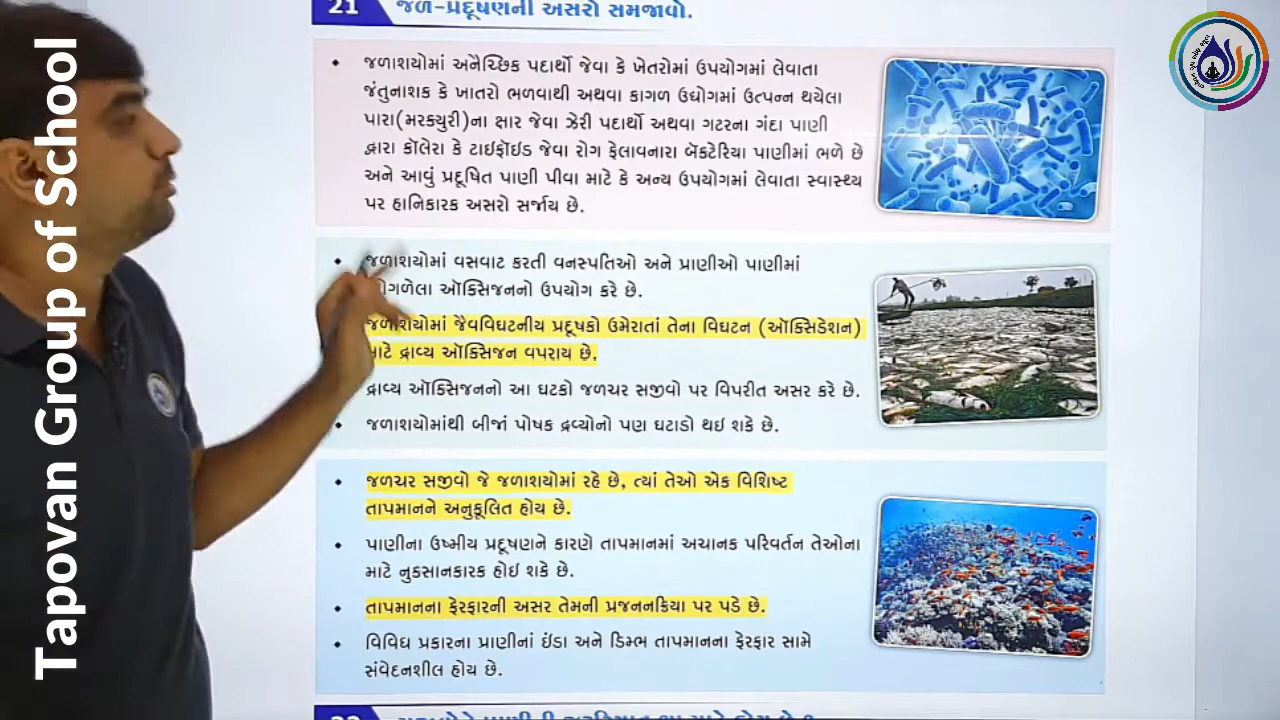 21 જળ-પ્રદૂષણની અસરો સમજાવો.
• જળાશયોમાં અનૈચ્છિક પદાર્થો જેવા કે ખેતરોમાં ઉપયોગમાં લેવાતા
જંતુનાશક કે ખાતરો ભળવાથી અથવા કાગળ ઉદ્યોગમાં ઉત્પન્ન થયેલા
પારા(મરક્યુરી)ના ક્ષાર જેવા ઝેરી પદાર્થો અથવા ગટરના ગંદા પાણી
દ્વારા કૉલેરા કે ટાઇફૉઇડ જેવા રોગ ફેલાવનારા બૅક્ટેરિયા પાણીમાં ભળે છે
અને આવું પ્રદૂષિત પાણી પીવા માટે કે અન્ય ઉપયોગમાં લેવાતા સ્વાસ્થ્ય
પર હાનિકારક અસરો સર્જાય છે.
• જળાશયોમાં વસવાટ કરતી વનસ્પતિઓ અને પ્રાણીઓ પાણીમાં
ઑક્સિજનનો ઉપયોગ કરે છે.
જળાશયોમાં જૈવવિઘટનીય પ્રદૂષકો ઉમેરાતાં તેના વિઘટન (ઑક્સિડેશન)
દ્રાવ્ય ઑક્સિજન વપરાય છે.
દ્રાવ્ય ઑક્સિજનનો આ ઘટકો જળચર સજીવો પર વિપરીત અસર કરે છે.
• જળાશયોમાંથી બીજાં પોષક દ્રવ્યોનો પણ ઘટાડો થઇ શકે છે.
• જળચર સજીવો જે જળાશયોમાં રહે છે, ત્યાં તેઓ એક વિશિષ્ટ
તાપમાનને અનુકૂલિત હોય છે.
• પાણીના ઉષ્મીય પ્રદૂષણને કારણે તાપમાનમાં અચાનક પરિવર્તન તેઓના
માટે નુકસાનકારક હોઈ શકે છે.
• તાપમાનના ફેરફારની અસર તેમની પ્રજનનક્રિયા પર પડે છે.
• વિવિધ પ્રકારના પ્રાણીનાં ઈંડા અને ડિમ્ભ તાપમાનના ફેરફાર સામે
સંવેદનશીલ હોય છે.
Tapovan Group of School